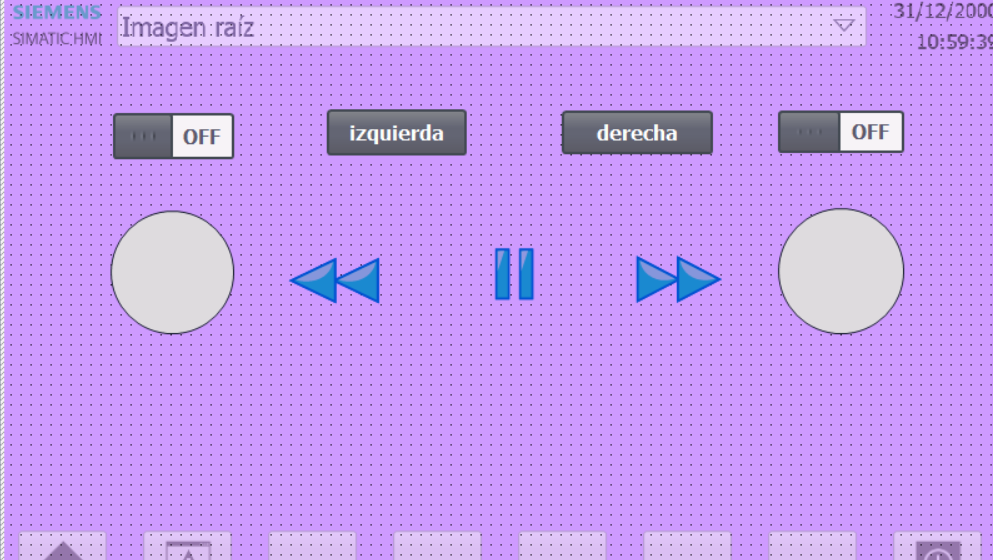 SIEMENS
SIMATIC HMI
Imagen raíz
31/12/2000
10:59:39
OFF
izquierda
derecha
OFF